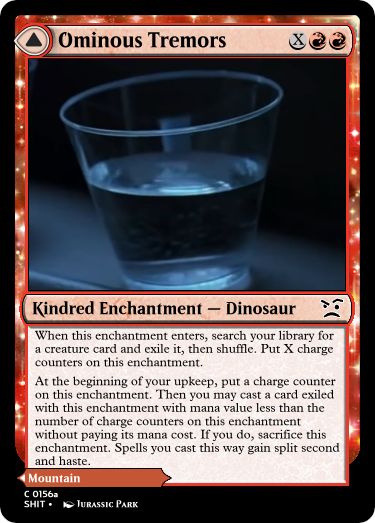 Ominous Tremors X
Kindred Enchantment — Dinosaur
When this enchantment enters, search your library for
a creature card and exile it, then shuffle. Put X charge
counters on this enchantment.
At the beginning of your upkeep, put a charge counter
on this enchantment. Then you may cast a card exiled
with this enchantment with mana value less than the
number of charge counters on this enchantment
without paying its mana cost. If you do, sacrifice this
enchantment. Spells you cast this way gain split second
and haste.
Mountain
C 0156a
SHIT • Jurassic Park